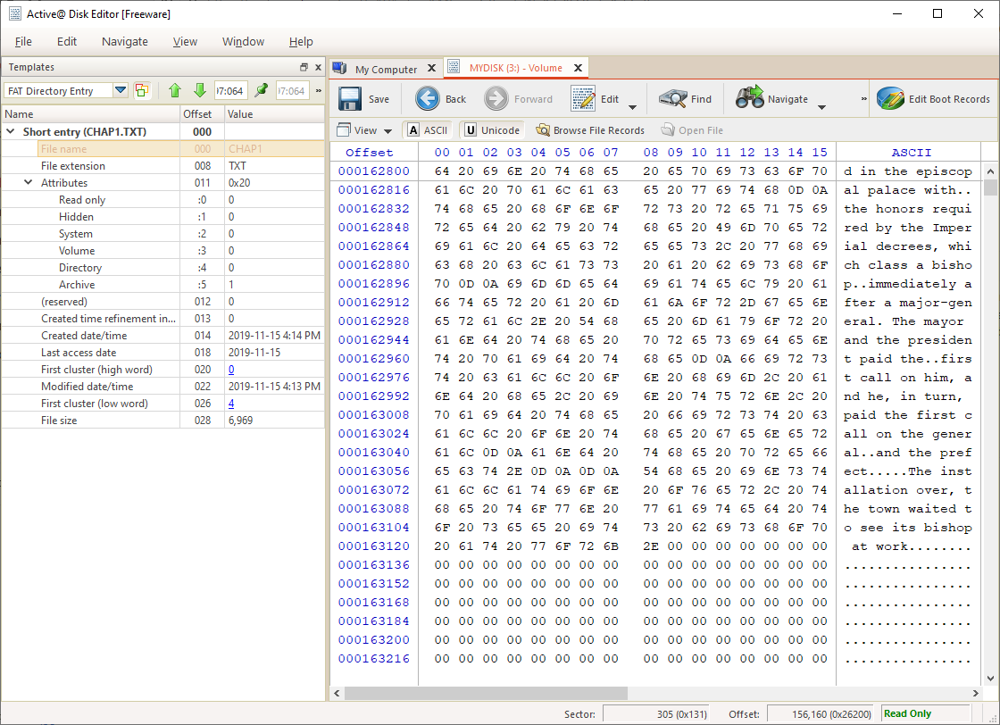 Active@ Disk Editor [Freeware]
File Edit Navigate View Window Help
Templates
FAT Directory Entry 7:064 7:064 »
Name Offset Value
Short entry (CHAP1.TXT) 000
File name 000 CHAP1
File extension 008 TXT
Attributes 011 0x20
Read only :0 0
Hidden :1 0
System :2 0
Volume :3 0
Directory :4 0
Archive :5 1
(reserved) 012 0
Created time refinement in... 013 0
Created date/time 014 2019-11-15 4:14 PM
Last access date 018 2019-11-15
First cluster (high word) 020 0
Modified date/time 022 2019-11-15 4:13 PM
First cluster (low word) 026 4
File size 028 6,969
My Computer MYDISK (3:) - Volume
Save Back Forward Edit Find Navigate » Edit Boot Records
View A ASCII U Unicode Browse File Records Open File
Offset 00 01 02 03 04 05 06 07 08 09 10 11 12 13 14 15 ASCII
000162800 64 20 69 6E 20 74 68 65 20 65 70 69 73 63 6F 70 d in the episcop
000162816 61 6C 20 70 61 6C 61 63 65 20 77 69 74 68 0D 0A al palace with..
000162832 74 68 65 20 68 6F 6E 6F 72 73 20 72 65 71 75 69 the honors requi
000162848 72 65 64 20 62 79 20 74 68 65 20 49 6D 70 65 72 red by the Imper
000162864 69 61 6C 20 64 65 63 72 65 65 73 2C 20 77 68 69 ial decrees, whi
000162880 63 68 20 63 6C 61 73 73 20 61 20 62 69 73 68 6F ch class a bisho
000162896 70 0D 0A 69 6D 6D 65 64 69 61 74 65 6C 79 20 61 p..immediately a
000162912 66 74 65 72 20 61 20 6D 61 6A 6F 72 2D 67 65 6E fter a major-gen
000162928 65 72 61 6C 2E 20 54 68 65 20 6D 61 79 6F 72 20 eral. The mayor
000162944 61 6E 64 20 74 68 65 20 70 72 65 73 69 64 65 6E and the presiden
000162960 74 20 70 61 69 64 20 74 68 65 0D 0A 66 69 72 73 t paid the..firs
000162976 74 20 63 61 6C 6C 20 6F 6E 20 68 69 6D 2C 20 61 t call on him, a
000162992 6E 64 20 68 65 2C 20 69 6E 20 74 75 72 6E 2C 20 nd he, in turn,
000163008 70 61 69 64 20 74 68 65 20 66 69 72 73 74 20 63 paid the first c
000163024 61 6C 6C 20 6F 6E 20 74 68 65 20 67 65 6E 65 72 all on the gener
000163040 61 6C 0D 0A 61 6E 64 20 74 68 65 20 70 72 65 66 al..and the pref
000163056 65 63 74 2E 0D 0A 0D 0A 54 68 65 20 69 6E 73 74 ect.....The inst
000163072 61 6C 6C 61 74 69 6F 6E 20 6F 76 65 72 2C 20 74 allation over, t
000163088 68 65 20 74 6F 77 6E 20 77 61 69 74 65 64 20 74 he town waited t
000163104 6F 20 73 65 65 20 69 74 73 20 62 69 73 68 6F 70 o see its bishop
000163120 20 61 74 20 77 6F 72 6B 2E 00 00 00 00 00 00 00 at work........
000163136 00 00 00 00 00 00 00 00 00 00 00 00 00 00 00 00 ................
000163152 00 00 00 00 00 00 00 00 00 00 00 00 00 00 00 00 ................
000163168 00 00 00 00 00 00 00 00 00 00 00 00 00 00 00 00 ................
000163184 00 00 00 00 00 00 00 00 00 00 00 00 00 00 00 00 ................
000163200 00 00 00 00 00 00 00 00 00 00 00 00 00 00 00 00 ................
000163216 00 00 00 00 00 00 00 00 00 00 00 00 00 00 00 00 ................
Sector: 305 (0x131) Offset: 156,160 (0x26200) Read Only